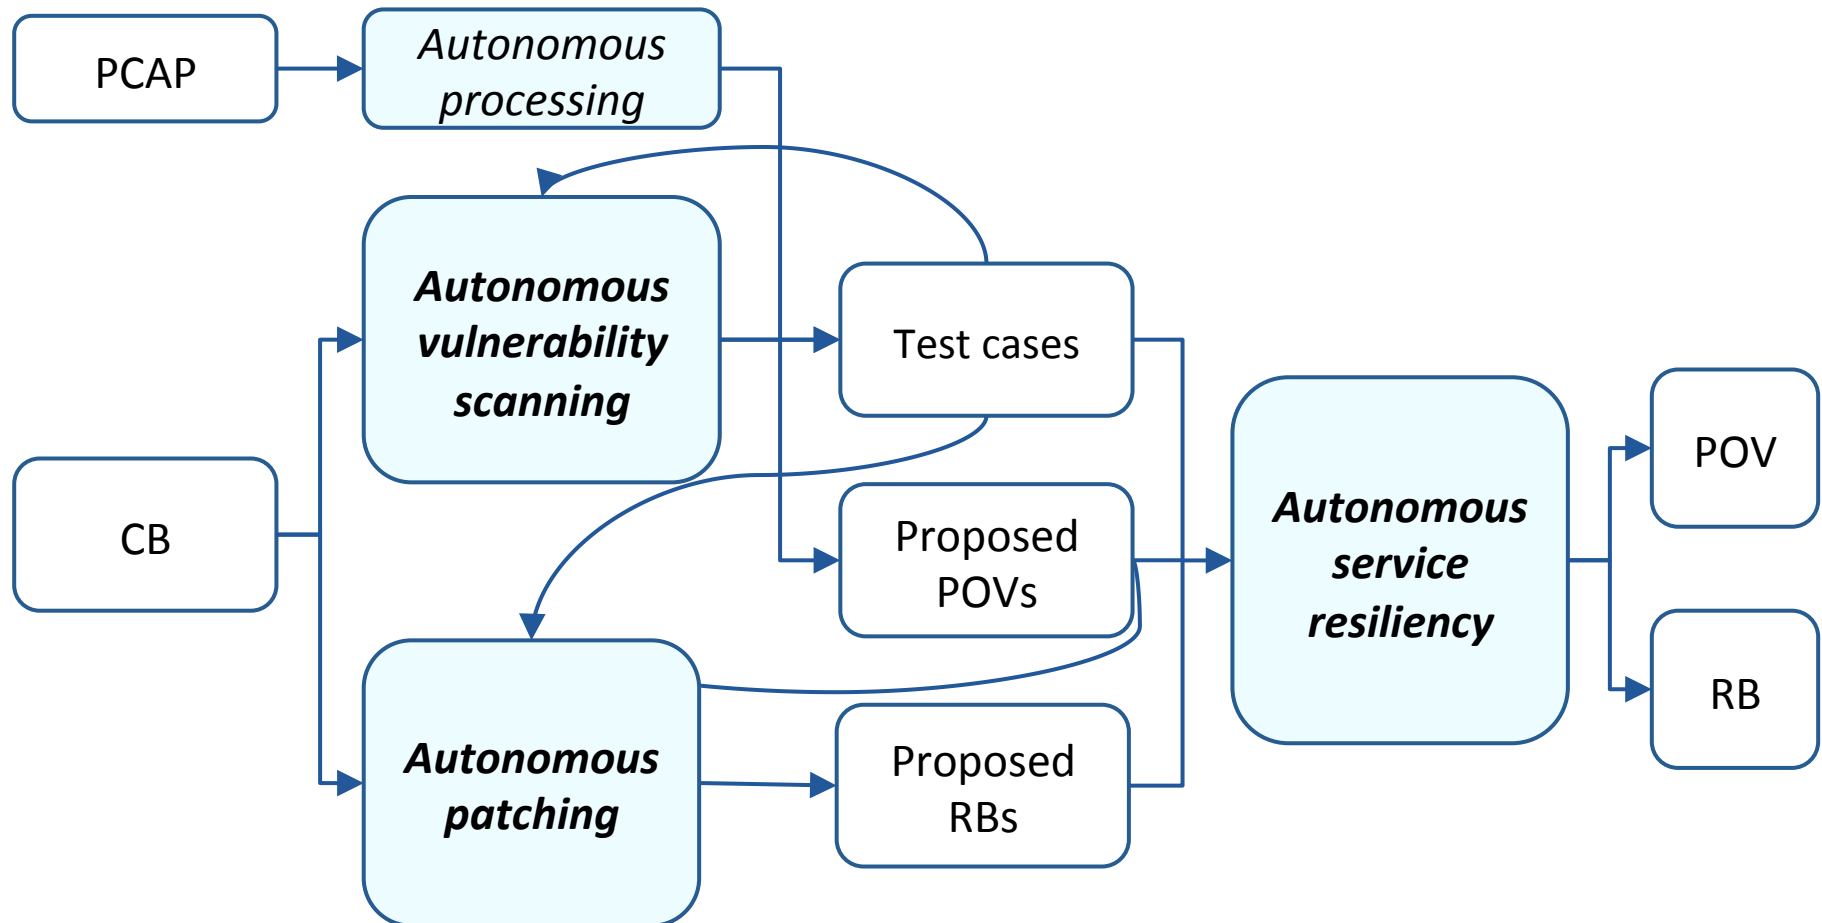 PCAP
Autonomous
processing
Autonomous
vulnerability
scanning
Test cases
CB
Proposed
POVs
Autonomous
service
resiliency
POV
RB
Autonomous
patching
Proposed
RBs